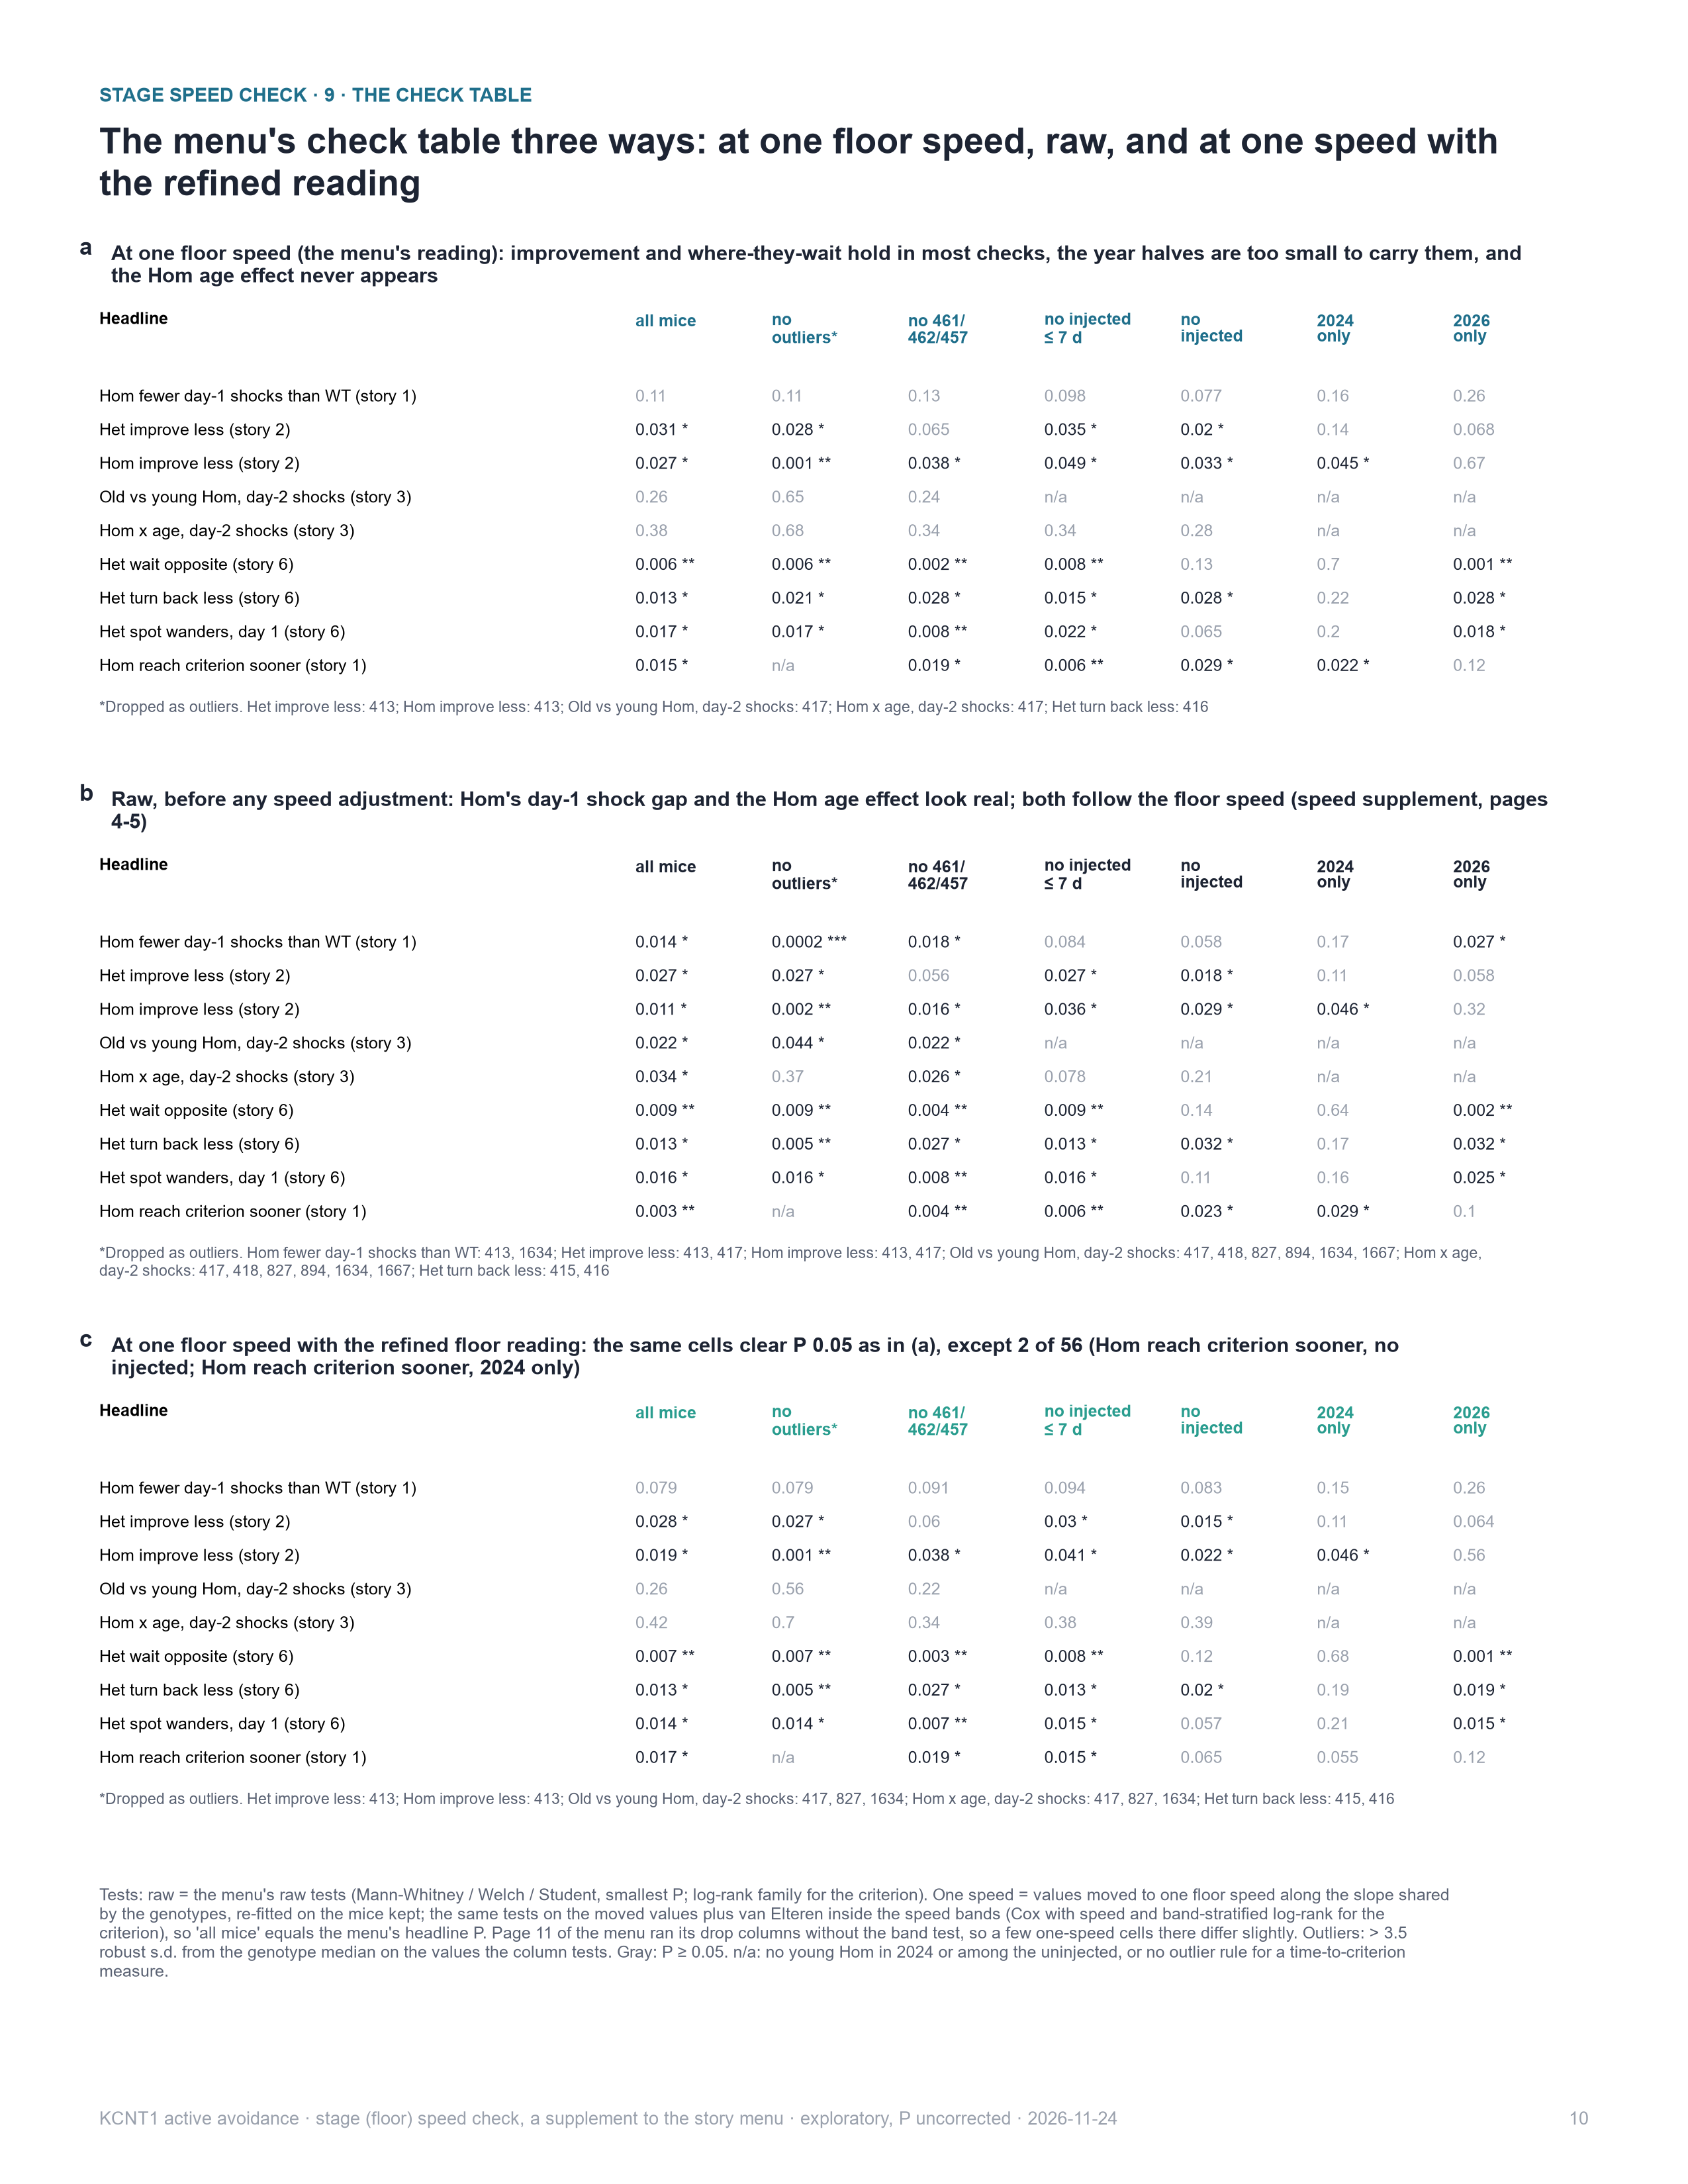 STAGE SPEED CHECK · 9 · THE CHECK TABLE
The menu's check table three ways: at one floor speed, raw, and at one speed with
the refined reading
a At one floor speed (the menu's reading): improvement and where-they-wait hold in most checks, the year halves are too small to carry them, and
the Hom age effect never appears
Headline all mice no outliers* no 461/ 462/457 no injected ≤ 7 d no injected 2024 only 2026 only
Hom fewer day-1 shocks than WT (story 1) 0.11 0.11 0.13 0.098 0.077 0.16 0.26
Het improve less (story 2) 0.031 * 0.028 * 0.065 0.035 * 0.02 * 0.14 0.068
Hom improve less (story 2) 0.027 * 0.001 ** 0.038 * 0.049 * 0.033 * 0.045 * 0.67
Old vs young Hom, day-2 shocks (story 3) 0.26 0.65 0.24 n/a n/a n/a n/a
Hom x age, day-2 shocks (story 3) 0.38 0.68 0.34 0.34 0.28 n/a n/a
Het wait opposite (story 6) 0.006 ** 0.006 ** 0.002 ** 0.008 ** 0.13 0.7 0.001 **
Het turn back less (story 6) 0.013 * 0.021 * 0.028 * 0.015 * 0.028 * 0.22 0.028 *
Het spot wanders, day 1 (story 6) 0.017 * 0.017 * 0.008 ** 0.022 * 0.065 0.2 0.018 *
Hom reach criterion sooner (story 1) 0.015 * n/a 0.019 * 0.006 ** 0.029 * 0.022 * 0.12
*Dropped as outliers. Het improve less: 413; Hom improve less: 413; Old vs young Hom, day-2 shocks: 417; Hom x age, day-2 shocks: 417; Het turn back less: 416
b Raw, before any speed adjustment: Hom's day-1 shock gap and the Hom age effect look real; both follow the floor speed (speed supplement, pages
4-5)
Headline all mice no outliers* no 461/ 462/457 no injected ≤ 7 d no injected 2024 only 2026 only
Hom fewer day-1 shocks than WT (story 1) 0.014 * 0.0002 *** 0.018 * 0.084 0.058 0.17 0.027 *
Het improve less (story 2) 0.027 * 0.027 * 0.056 0.027 * 0.018 * 0.11 0.058
Hom improve less (story 2) 0.011 * 0.002 ** 0.016 * 0.036 * 0.029 * 0.046 * 0.32
Old vs young Hom, day-2 shocks (story 3) 0.022 * 0.044 * 0.022 * n/a n/a n/a n/a
Hom x age, day-2 shocks (story 3) 0.034 * 0.37 0.026 * 0.078 0.21 n/a n/a
Het wait opposite (story 6) 0.009 ** 0.009 ** 0.004 ** 0.009 ** 0.14 0.64 0.002 **
Het turn back less (story 6) 0.013 * 0.005 ** 0.027 * 0.013 * 0.032 * 0.17 0.032 *
Het spot wanders, day 1 (story 6) 0.016 * 0.016 * 0.008 ** 0.016 * 0.11 0.16 0.025 *
Hom reach criterion sooner (story 1) 0.003 ** n/a 0.004 ** 0.006 ** 0.023 * 0.029 * 0.1
*Dropped as outliers. Hom fewer day-1 shocks than WT: 413, 1634; Het improve less: 413, 417; Hom improve less: 413, 417; Old vs young Hom, day-2 shocks: 417, 418, 827, 894, 1634, 1667; Hom x age,
day-2 shocks: 417, 418, 827, 894, 1634, 1667; Het turn back less: 415, 416
c At one floor speed with the refined floor reading: the same cells clear P 0.05 as in (a), except 2 of 56 (Hom reach criterion sooner, no
injected; Hom reach criterion sooner, 2024 only)
Headline all mice no outliers* no 461/ 462/457 no injected ≤ 7 d no injected 2024 only 2026 only
Hom fewer day-1 shocks than WT (story 1) 0.079 0.079 0.091 0.094 0.083 0.15 0.26
Het improve less (story 2) 0.028 * 0.027 * 0.06 0.03 * 0.015 * 0.11 0.064
Hom improve less (story 2) 0.019 * 0.001 ** 0.038 * 0.041 * 0.022 * 0.046 * 0.56
Old vs young Hom, day-2 shocks (story 3) 0.26 0.56 0.22 n/a n/a n/a n/a
Hom x age, day-2 shocks (story 3) 0.42 0.7 0.34 0.38 0.39 n/a n/a
Het wait opposite (story 6) 0.007 ** 0.007 ** 0.003 ** 0.008 ** 0.12 0.68 0.001 **
Het turn back less (story 6) 0.013 * 0.005 ** 0.027 * 0.013 * 0.02 * 0.19 0.019 *
Het spot wanders, day 1 (story 6) 0.014 * 0.014 * 0.007 ** 0.015 * 0.057 0.21 0.015 *
Hom reach criterion sooner (story 1) 0.017 * n/a 0.019 * 0.015 * 0.065 0.055 0.12
*Dropped as outliers. Het improve less: 413; Hom improve less: 413; Old vs young Hom, day-2 shocks: 417, 827, 1634; Hom x age, day-2 shocks: 417, 827, 1634; Het turn back less: 415, 416
Tests: raw = the menu's raw tests (Mann-Whitney / Welch / Student, smallest P; log-rank family for the criterion). One speed = values moved to one floor speed along the slope shared
by the genotypes, re-fitted on the mice kept; the same tests on the moved values plus van Elteren inside the speed bands (Cox with speed and band-stratified log-rank for the
criterion), so 'all mice' equals the menu's headline P. Page 11 of the menu ran its drop columns without the band test, so a few one-speed cells there differ slightly. Outliers: > 3.5
robust s.d. from the genotype median on the values the column tests. Gray: P ≥ 0.05. n/a: no young Hom in 2024 or among the uninjected, or no outlier rule for a time-to-criterion
measure.
KCNT1 active avoidance · stage (floor) speed check, a supplement to the story menu · exploratory, P uncorrected · 2026-11-24 10